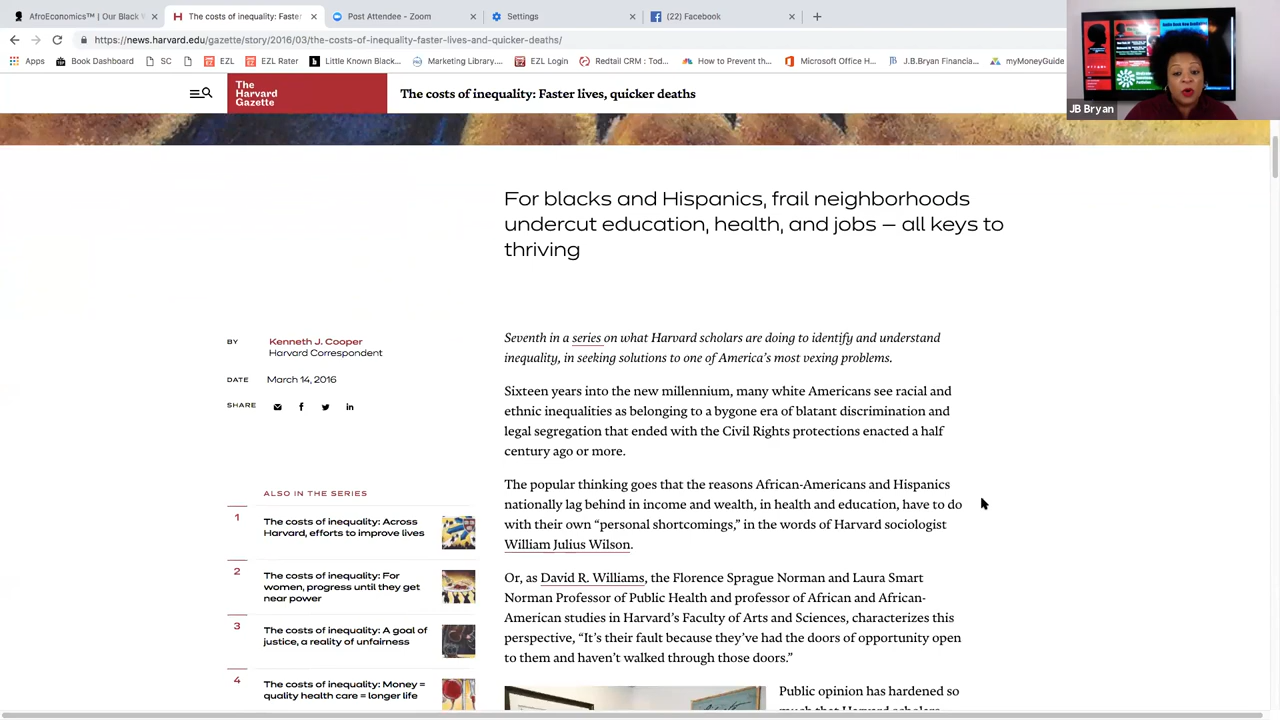 AfroEconomics™ | Our Black W
The costs of inequality: Faster
Post Attendee - Zoom
Settings
(22) Facebook
https://news.harvard.edu/gazette/story/2016/03/the-costs-of-inequality-faster-lives-and-quicker-deaths/
Apps
Book Dashboard
SC
EZL
EZL Rater
Little Known Black...
Marketing Library....
EZL Login
Redtail CRM : Tod...
How to Preven the...
Microsoft Office H...
J.B.Bryan Financia...
myMoneyGuide
JB Bryan
The
Harvard
Gazette
The costs of inequality: Faster lives, quicker deaths
For blacks and Hispanics, frail neighborhoods
undercut education, health, and jobs — all keys to
thriving
BY
Kenneth J. Cooper
Harvard Correspondent
DATE
March 14, 2016
SHARE
ALSO IN THE SERIES
1
The costs of inequality: Across
Harvard, efforts to improve lives
2
The costs of inequality: For
women, progress until they get
near power
3
The costs of inequality: A goal of
justice, a reality of unfairness
4
The costs of inequality: Money =
quality health care = longer life
Seventh in a series on what Harvard scholars are doing to identify and understand
inequality, in seeking solutions to one of America's most vexing problems.
Sixteen years into the new millennium, many white Americans see racial and
ethnic inequalities as belonging to a bygone era of blatant discrimination and
legal segregation that ended with the Civil Rights protections enacted a half
century ago or more.
The popular thinking goes that the reasons African-Americans and Hispanics
nationally lag behind in income and wealth, in health and education, have to do
with their own “personal shortcomings,” in the words of Harvard sociologist
William Julius Wilson.
Or, as David R. Williams, the Florence Sprague Norman and Laura Smart
Norman Professor of Public Health and professor of African and African-
American studies in Harvard's Faculty of Arts and Sciences, characterizes this
perspective, “It's their fault because they've had the doors of opportunity open
to them and haven't walked through those doors.”
Public opinion has hardened so
much that Harvard scholars